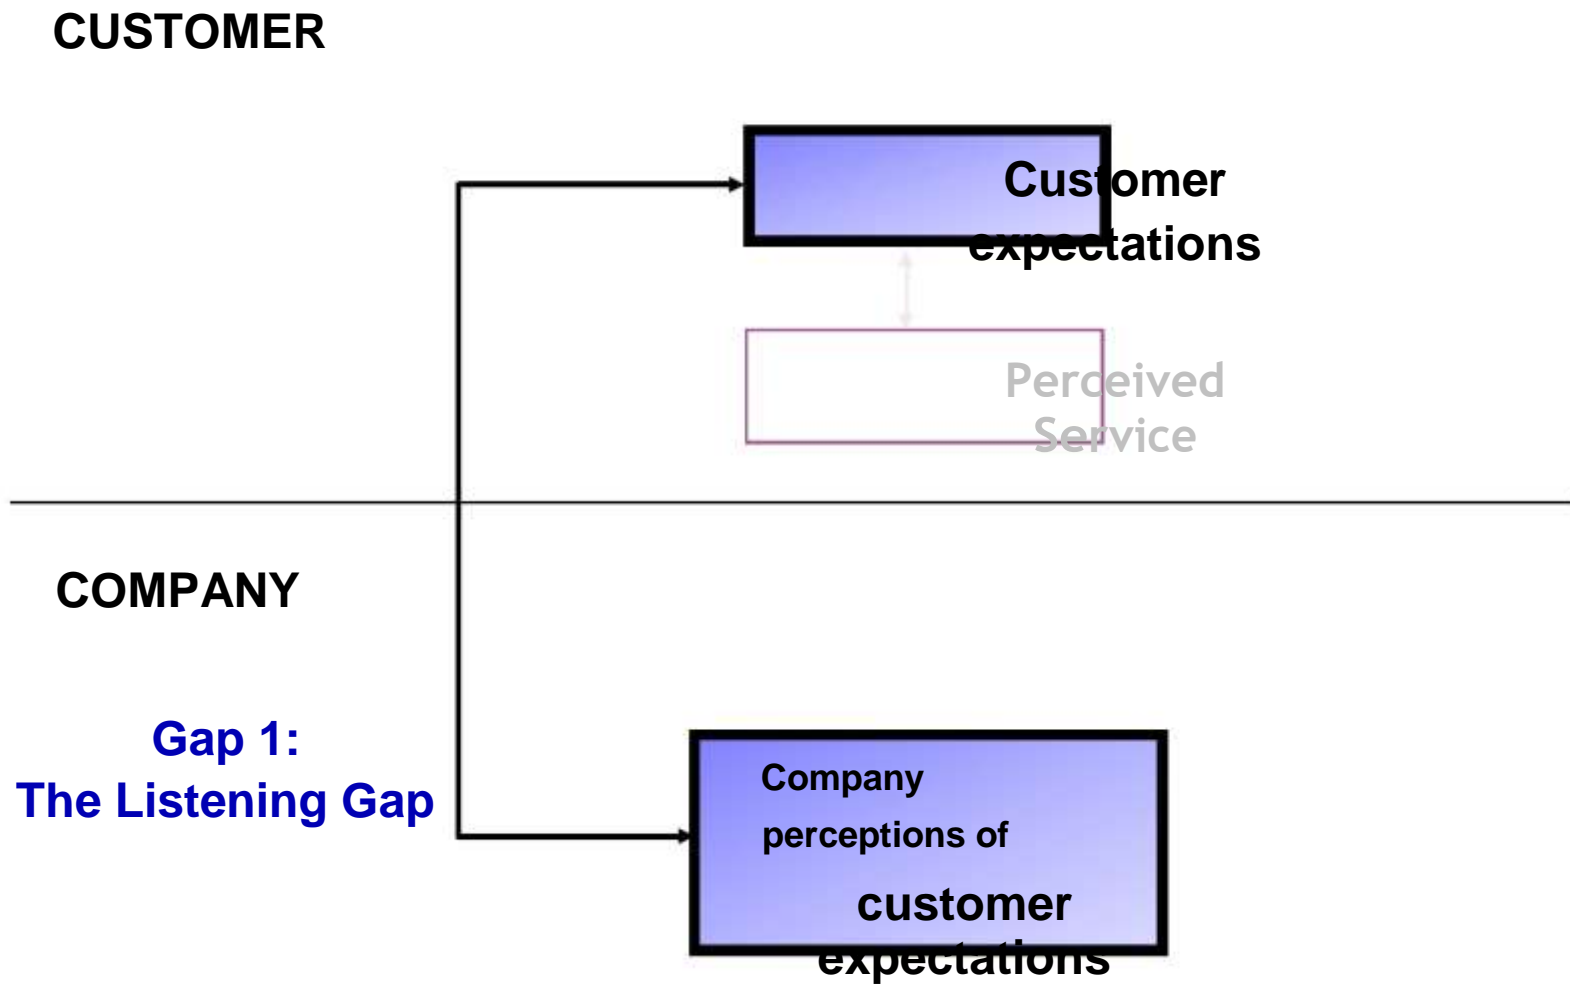 CUSTOMER
Customer
expectations
Perceived
Service
COMPANY
Gap 1:
The Listening Gap
Company
perceptions of
customer
expectations